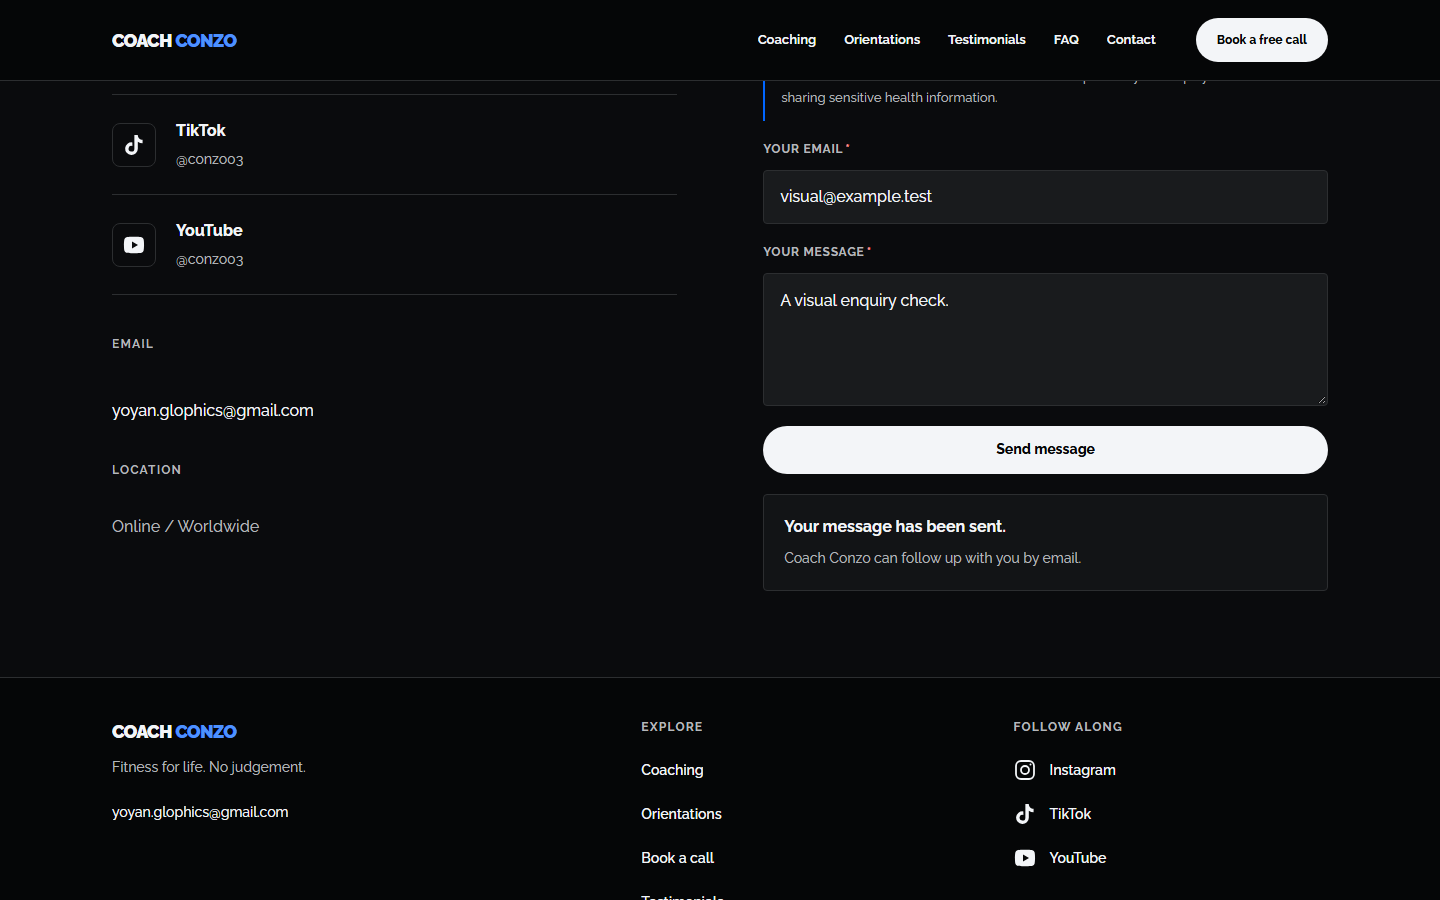 COACH CONZO
Coaching
Orientations
Testimonials
FAQ
Contact
Book a free call
TikTok
@conzo03
YouTube
@conzo03
EMAIL
yoyan.glophics@gmail.com
LOCATION
Online / Worldwide
sharing sensitive health information.
YOUR EMAIL *
visual@example.test
YOUR MESSAGE *
A visual enquiry check.
Send message
Your message has been sent.
Coach Conzo can follow up with you by email.
COACH CONZO
Fitness for life. No judgement.
yoyan.glophics@gmail.com
EXPLORE
Coaching
Orientations
Book a call
FOLLOW ALONG
Instagram
TikTok
YouTube